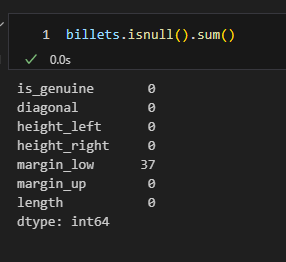 1 billets.isnull().sum()
0.0s
is_genuine 0
diagonal 0
height_left 0
height_right 0
margin_low 37
margin_up 0
length 0
dtype: int64